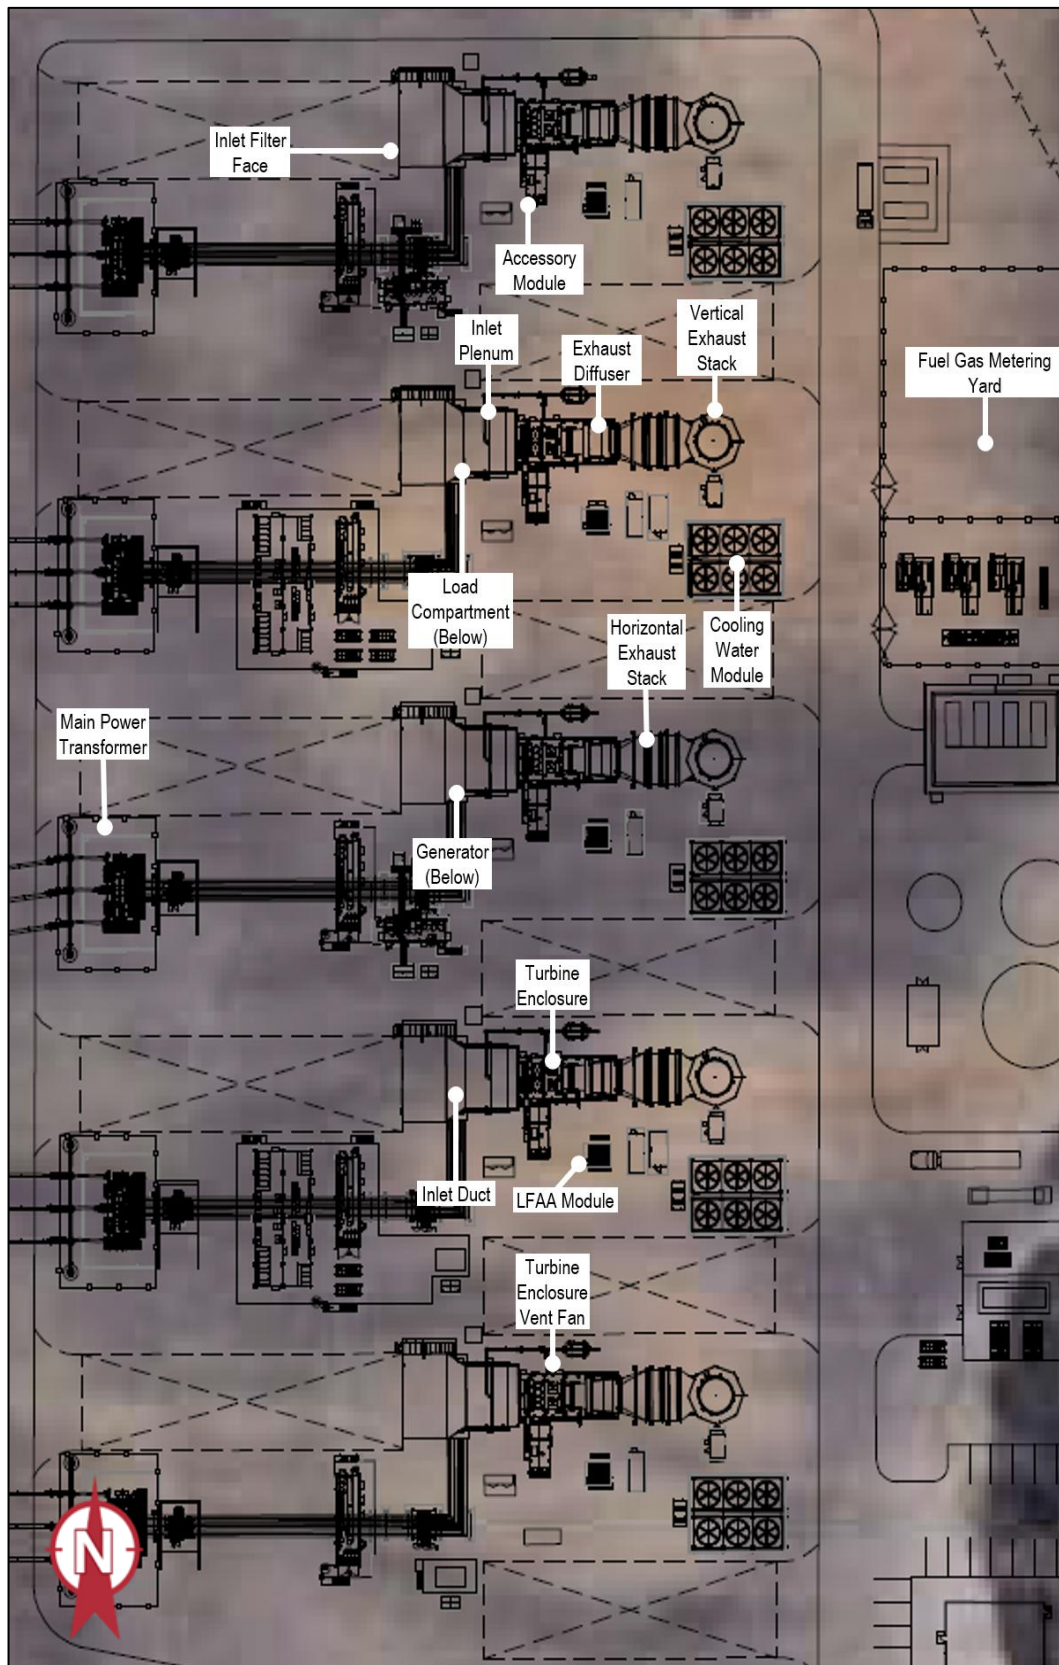 Inlet Filter
Face
Accessory
Module
Inlet
Plenum
Exhaust
Diffuser
Vertical
Exhaust
Stack
Fuel Gas Metering
Yard
Load
Compartment
(Below)
Horizontal
Exhaust
Stack
Cooling
Water
Module
Main Power
Transformer
Generator
(Below)
Turbine
Enclosure
Inlet Duct
LFAA Module
Turbine
Enclosure
Vent Fan
N